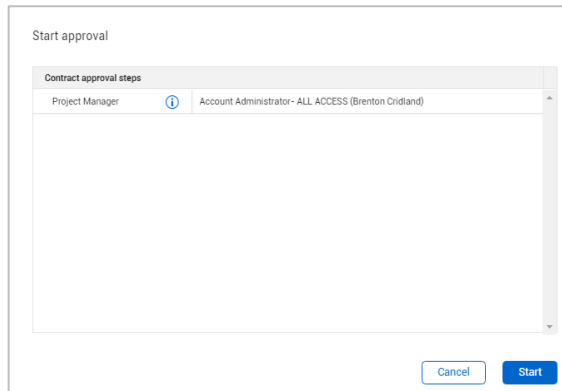 Start approval
Contract approval steps
Project Manager Account Administrator- ALL ACCESS (Brenton Cridland)
Cancel Start